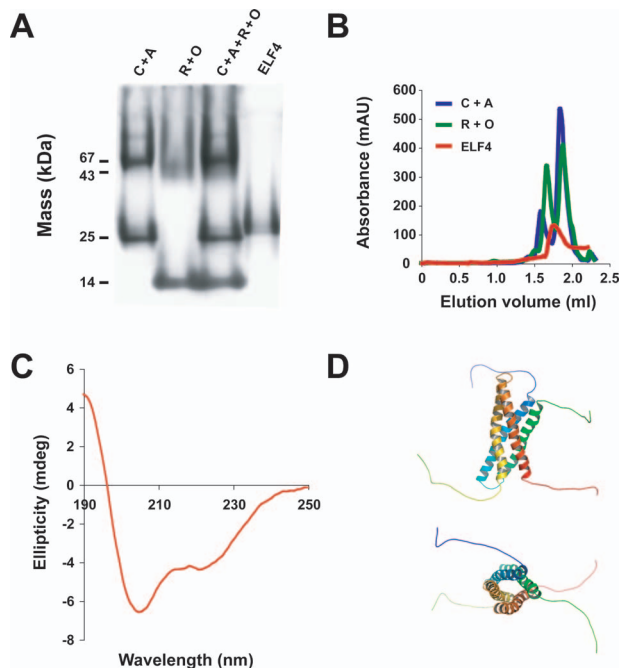 A
C+A
R+O
C+A+R+O
ELF4
Mass (kDa)
67
43
25
14
B
Absorbance (mAU)
600
500
400
300
200
100
0
C + A
R + O
ELF4
0
0.5
1.0
1.5
2.0
2.5
Elution volume (ml)
C
Ellipticity (mdeg)
6
4
2
0
-2
-4
-6
-8
190
210
230
250
Wavelength (nm)
D